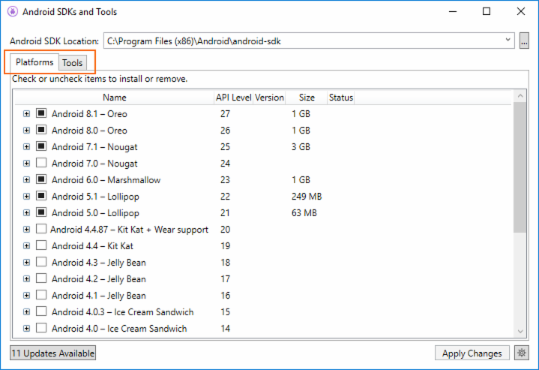 Android SDKs and Tools
Android SDK Location: C:\Program Files (x86)\Android\android-sdk ...
Platforms Tools
Check or uncheck items to install or remove.
Name API Level Version Size Status
Android 8.1 – Oreo 27 1 GB
Android 8.0 – Oreo 26 1 GB
Android 7.1 – Nougat 25 3 GB
Android 7.0 – Nougat 24
Android 6.0 – Marshmallow 23 1 GB
Android 5.1 – Lollipop 22 249 MB
Android 5.0 – Lollipop 21 63 MB
Android 4.4.87 – Kit Kat + Wear support 20
Android 4.4 – Kit Kat 19
Android 4.3 – Jelly Bean 18
Android 4.2 – Jelly Bean 17
Android 4.1 – Jelly Bean 16
Android 4.0.3 – Ice Cream Sandwich 15
Android 4.0 – Ice Cream Sandwich 14
11 Updates Available Apply Changes